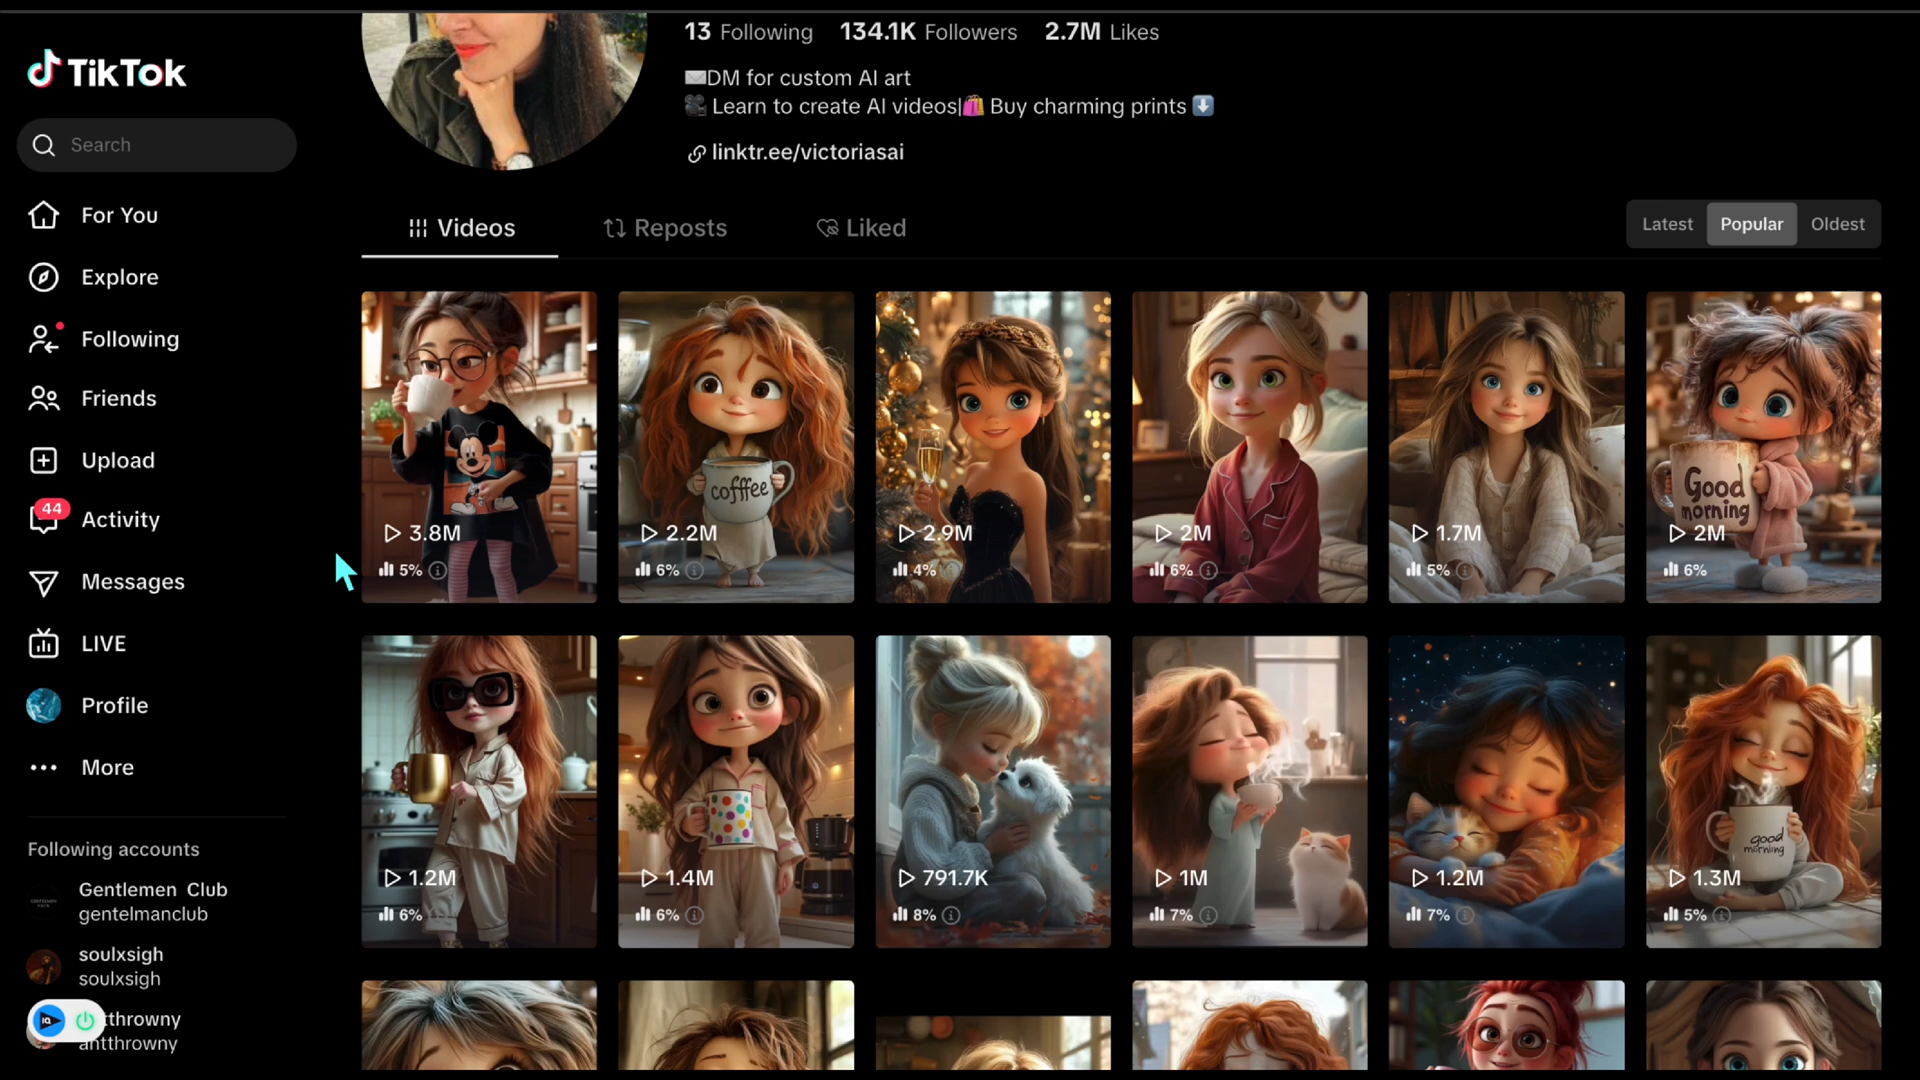 TikTok
Search
For You
Explore
Following
Friends
Upload
44
Activity
Messages
LIVE
Profile
More
Following accounts
Gentlemen Club
gentelmanclub
soulxsigh
soulxsigh
tthrowny
antthrowny
13 Following 134.1K Followers 2.7M Likes
✉️DM for custom AI art
🎥 Learn to create AI videos|🛍️ Buy charming prints ⬇️
linktr.ee/victoriasai
Videos Reposts Liked
Latest Popular Oldest
3.8M
5%
cofffee
2.2M
6%
2.9M
4%
2M
6%
1.7M
5%
Good
morning
2M
6%
1.2M
6%
1.4M
6%
791.7K
8%
1M
7%
1.2M
7%
good
morning
1.3M
5%